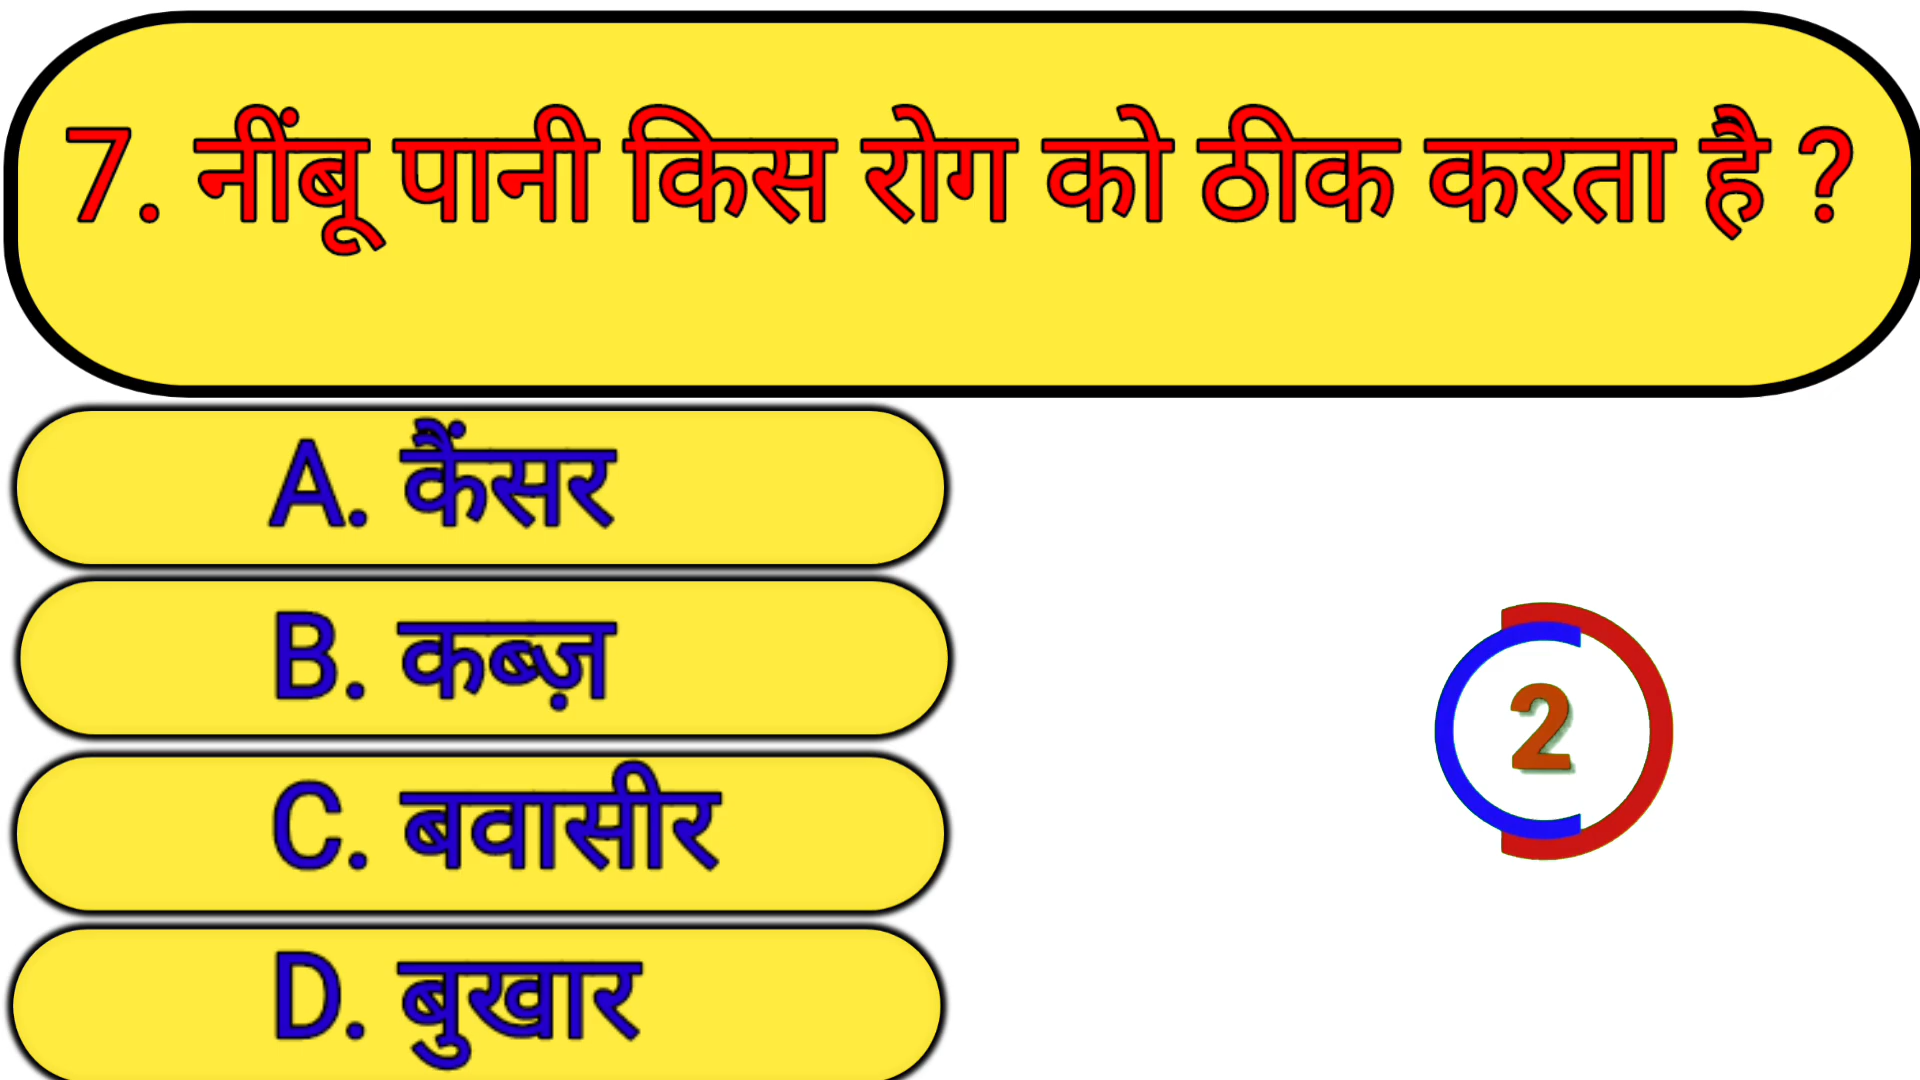 7. नींबू पानी किस रोग को ठीक करता है ?
A. कैंसर
B. कब्ज़
2
C. बवासीर
D. बुखार